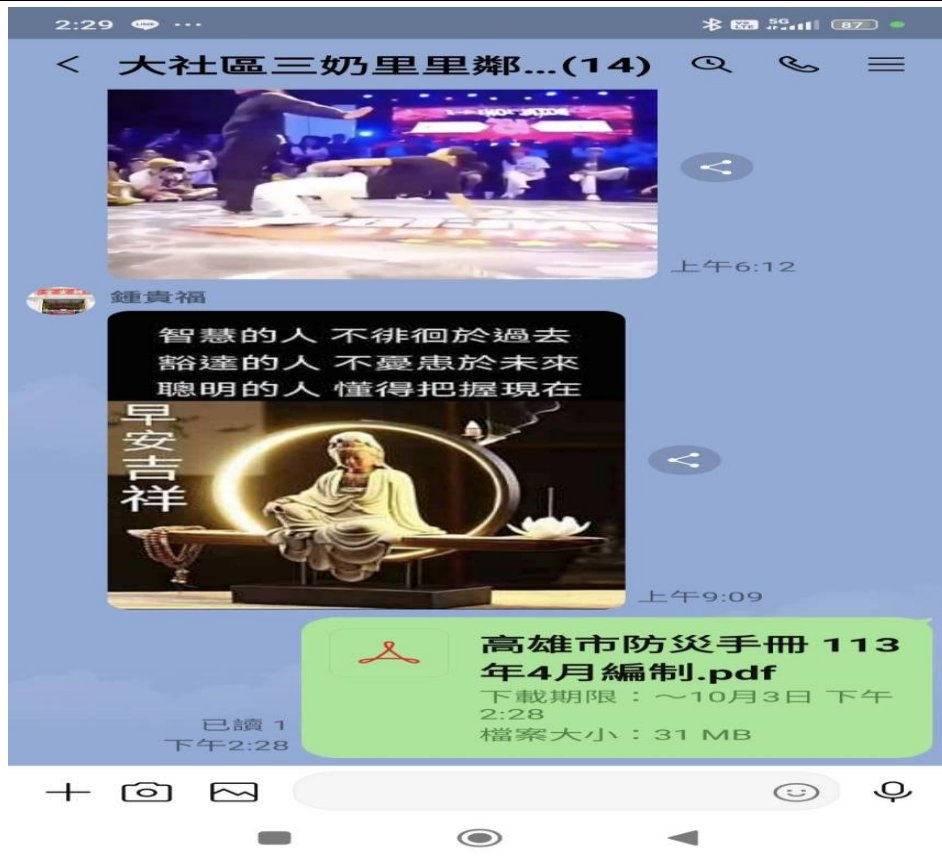 2:29
5G
87
大社區三奶里里鄰...(14)
上午6:12
鍾貴福
智慧的人 不徘徊於過去
豁達的人 不憂患於未來
聰明的人 懂得把握現在
早安吉祥
上午9:09
高雄市防災手冊 113
年4月編制.pdf
下載期限：～10月3日 下午
2:28
檔案大小：31 MB
已讀 1
下午2:28